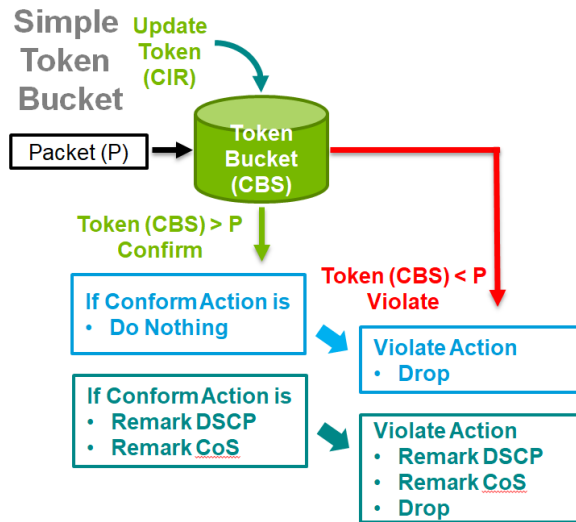 Simple
Token
Bucket
Update
Token
(CIR)
Packet (P)
Token
Bucket
(CBS)
Token (CBS) > P
Confirm
Token (CBS) < P
Violate
If Conform Action is
• Do Nothing
Violate Action
• Drop
If Conform Action is
• Remark DSCP
• Remark CoS
Violate Action
• Remark DSCP
• Remark CoS
• Drop